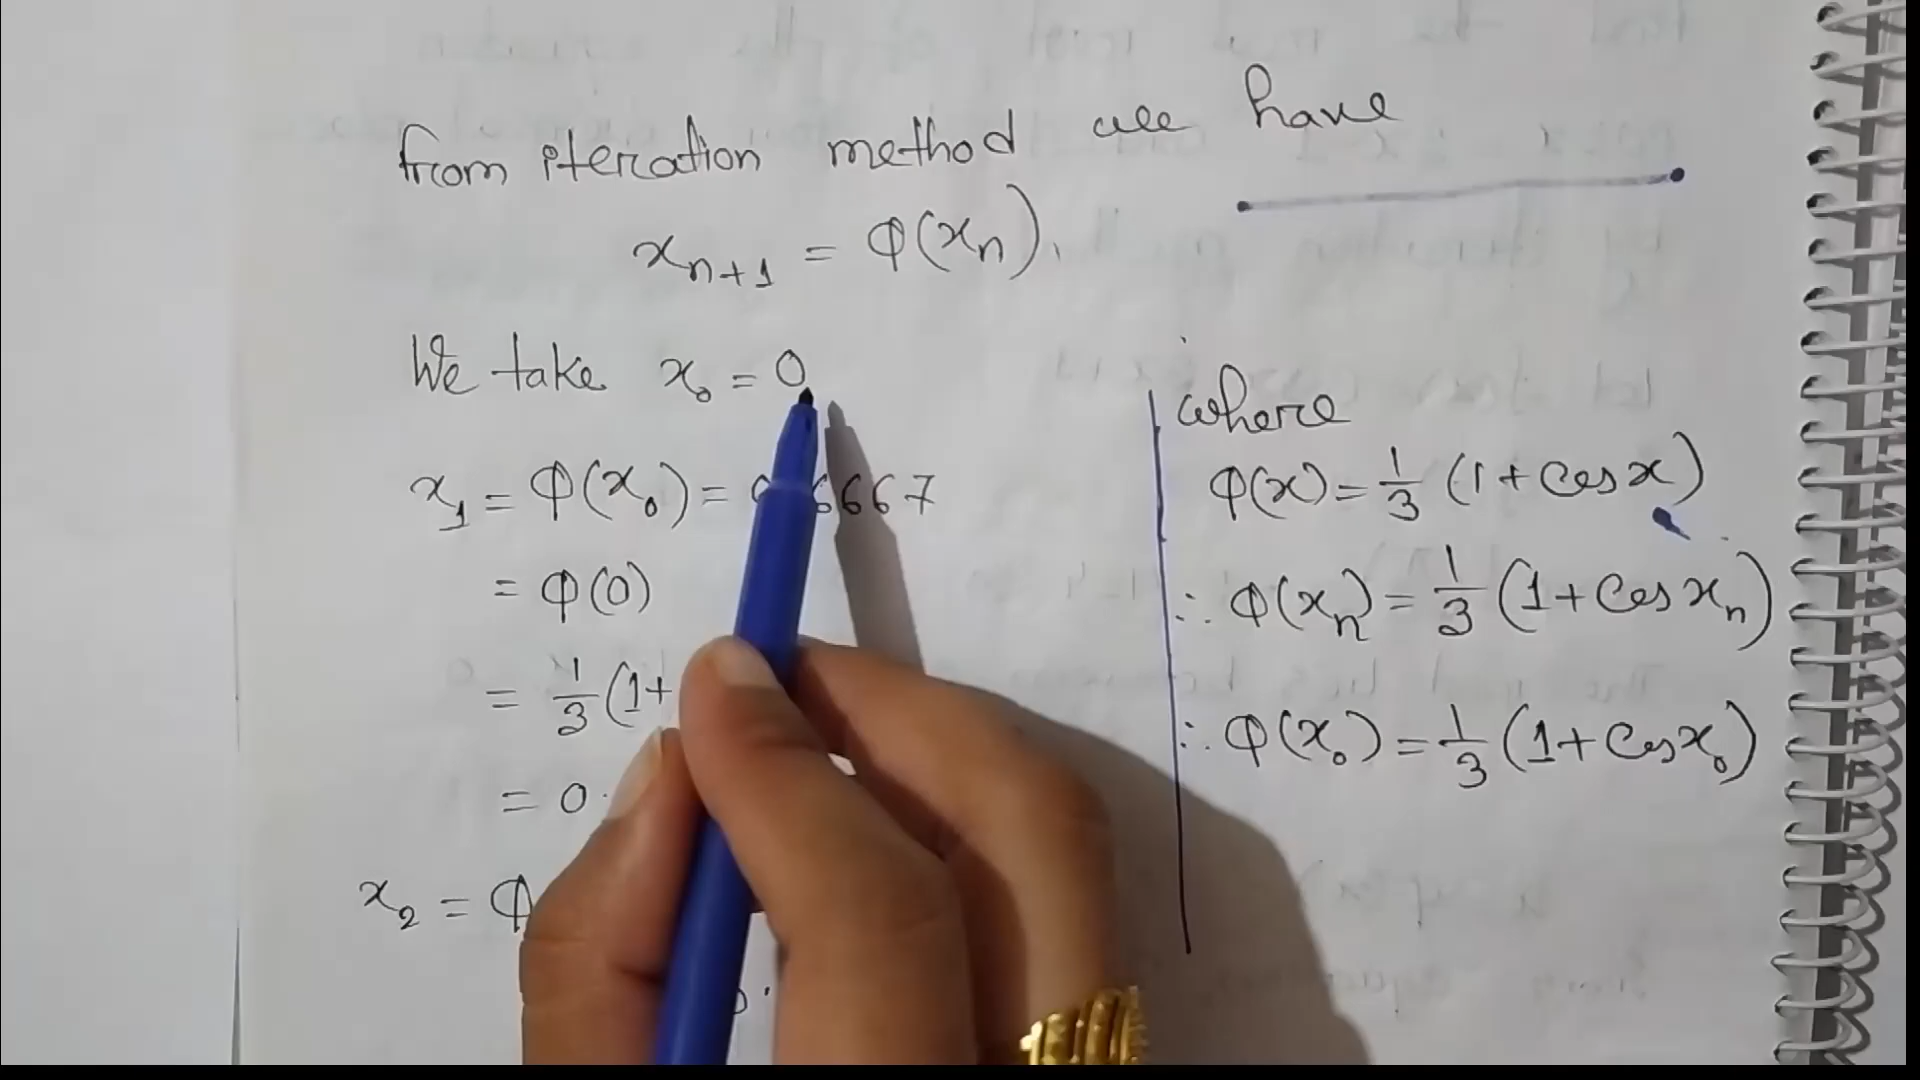 from iteration method we have
xₙ₊₁ = φ(xₙ).
We take x₀ = 0
x₁ = φ(x₀) = 0.6667
= φ(0)
= 1/3 (1+
= 0.
x₂ = φ
0.
where
φ(x) = 1/3 (1 + cos x)
∴ φ(xₙ) = 1/3 (1 + cos xₙ)
∴ φ(x₀) = 1/3 (1 + cos x₀)